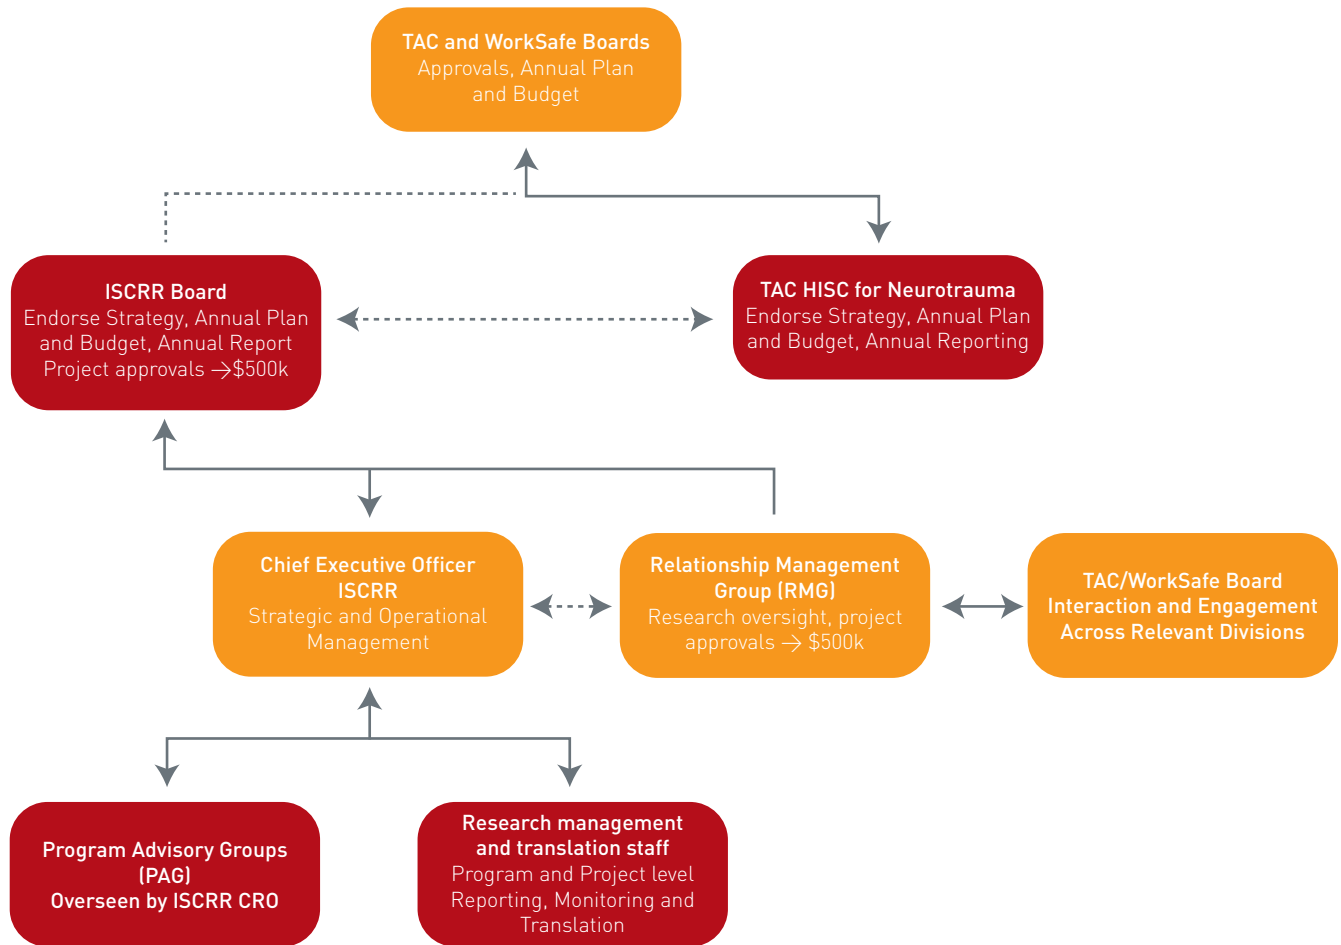 TAC and WorkSafe Boards
Approvals, Annual Plan
and Budget
ISCRR Board
Endorse Strategy, Annual Plan
and Budget, Annual Report
Project approvals →$500k
TAC HISC for Neurotrauma
Endorse Strategy, Annual Plan
and Budget, Annual Reporting
Chief Executive Officer
ISCRR
Strategic and Operational
Management
Relationship Management
Group (RMG)
Research oversight, project
approvals → $500k
TAC/WorkSafe Board
Interaction and Engagement
Across Relevant Divisions
Program Advisory Groups
(PAG)
Overseen by ISCRR CRO
Research management
and translation staff
Program and Project level
Reporting, Monitoring and
Translation